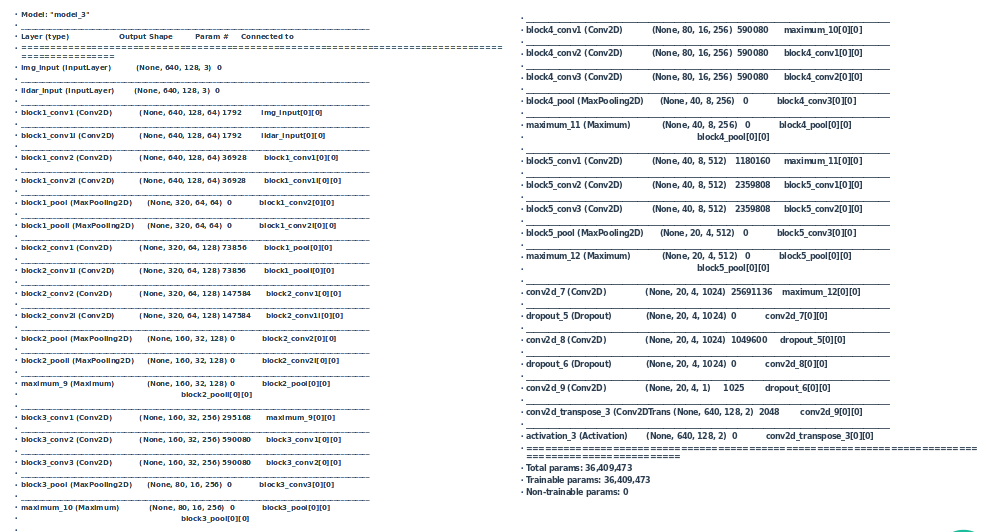 · Model: "model_3"
· Layer (type) Output Shape Param # Connected to
· ==================================================================================================
· img_input (InputLayer) (None, 640, 128, 3) 0
· lidar_input (InputLayer) (None, 640, 128, 3) 0
· block1_conv1 (Conv2D) (None, 640, 128, 64) 1792 img_input[0][0]
· block1_conv1l (Conv2D) (None, 640, 128, 64) 1792 lidar_input[0][0]
· block1_conv2 (Conv2D) (None, 640, 128, 64) 36928 block1_conv1[0][0]
· block1_conv2l (Conv2D) (None, 640, 128, 64) 36928 block1_conv1l[0][0]
· block1_pool (MaxPooling2D) (None, 320, 64, 64) 0 block1_conv2[0][0]
· block1_pooll (MaxPooling2D) (None, 320, 64, 64) 0 block1_conv2l[0][0]
· block2_conv1 (Conv2D) (None, 320, 64, 128) 73856 block1_pool[0][0]
· block2_conv1l (Conv2D) (None, 320, 64, 128) 73856 block1_pooll[0][0]
· block2_conv2 (Conv2D) (None, 320, 64, 128) 147584 block2_conv1[0][0]
· block2_conv2l (Conv2D) (None, 320, 64, 128) 147584 block2_conv1l[0][0]
· block2_pool (MaxPooling2D) (None, 160, 32, 128) 0 block2_conv2[0][0]
· block2_pooll (MaxPooling2D) (None, 160, 32, 128) 0 block2_conv2l[0][0]
· maximum_9 (Maximum) (None, 160, 32, 128) 0 block2_pool[0][0]
· block2_pooll[0][0]
· block3_conv1 (Conv2D) (None, 160, 32, 256) 295168 maximum_9[0][0]
· block3_conv2 (Conv2D) (None, 160, 32, 256) 590080 block3_conv1[0][0]
· block3_conv3 (Conv2D) (None, 160, 32, 256) 590080 block3_conv2[0][0]
· block3_pool (MaxPooling2D) (None, 80, 16, 256) 0 block3_conv3[0][0]
· maximum_10 (Maximum) (None, 80, 16, 256) 0 block3_pool[0][0]
· block3_pool[0][0]
· block4_conv1 (Conv2D) (None, 80, 16, 256) 590080 maximum_10[0][0]
· block4_conv2 (Conv2D) (None, 80, 16, 256) 590080 block4_conv1[0][0]
· block4_conv3 (Conv2D) (None, 80, 16, 256) 590080 block4_conv2[0][0]
· block4_pool (MaxPooling2D) (None, 40, 8, 256) 0 block4_conv3[0][0]
· maximum_11 (Maximum) (None, 40, 8, 256) 0 block4_pool[0][0]
· block4_pool[0][0]
· block5_conv1 (Conv2D) (None, 40, 8, 512) 1180160 maximum_11[0][0]
· block5_conv2 (Conv2D) (None, 40, 8, 512) 2359808 block5_conv1[0][0]
· block5_conv3 (Conv2D) (None, 40, 8, 512) 2359808 block5_conv2[0][0]
· block5_pool (MaxPooling2D) (None, 20, 4, 512) 0 block5_conv3[0][0]
· maximum_12 (Maximum) (None, 20, 4, 512) 0 block5_pool[0][0]
· block5_pool[0][0]
· conv2d_7 (Conv2D) (None, 20, 4, 1024) 25691136 maximum_12[0][0]
· dropout_5 (Dropout) (None, 20, 4, 1024) 0 conv2d_7[0][0]
· conv2d_8 (Conv2D) (None, 20, 4, 1024) 1049600 dropout_5[0][0]
· dropout_6 (Dropout) (None, 20, 4, 1024) 0 conv2d_8[0][0]
· conv2d_9 (Conv2D) (None, 20, 4, 1) 1025 dropout_6[0][0]
· conv2d_transpose_3 (Conv2DTrans (None, 640, 128, 2) 2048 conv2d_9[0][0]
· activation_3 (Activation) (None, 640, 128, 2) 0 conv2d_transpose_3[0][0]
· ==================================================================================================
· Total params: 36,409,473
· Trainable params: 36,409,473
· Non-trainable params: 0